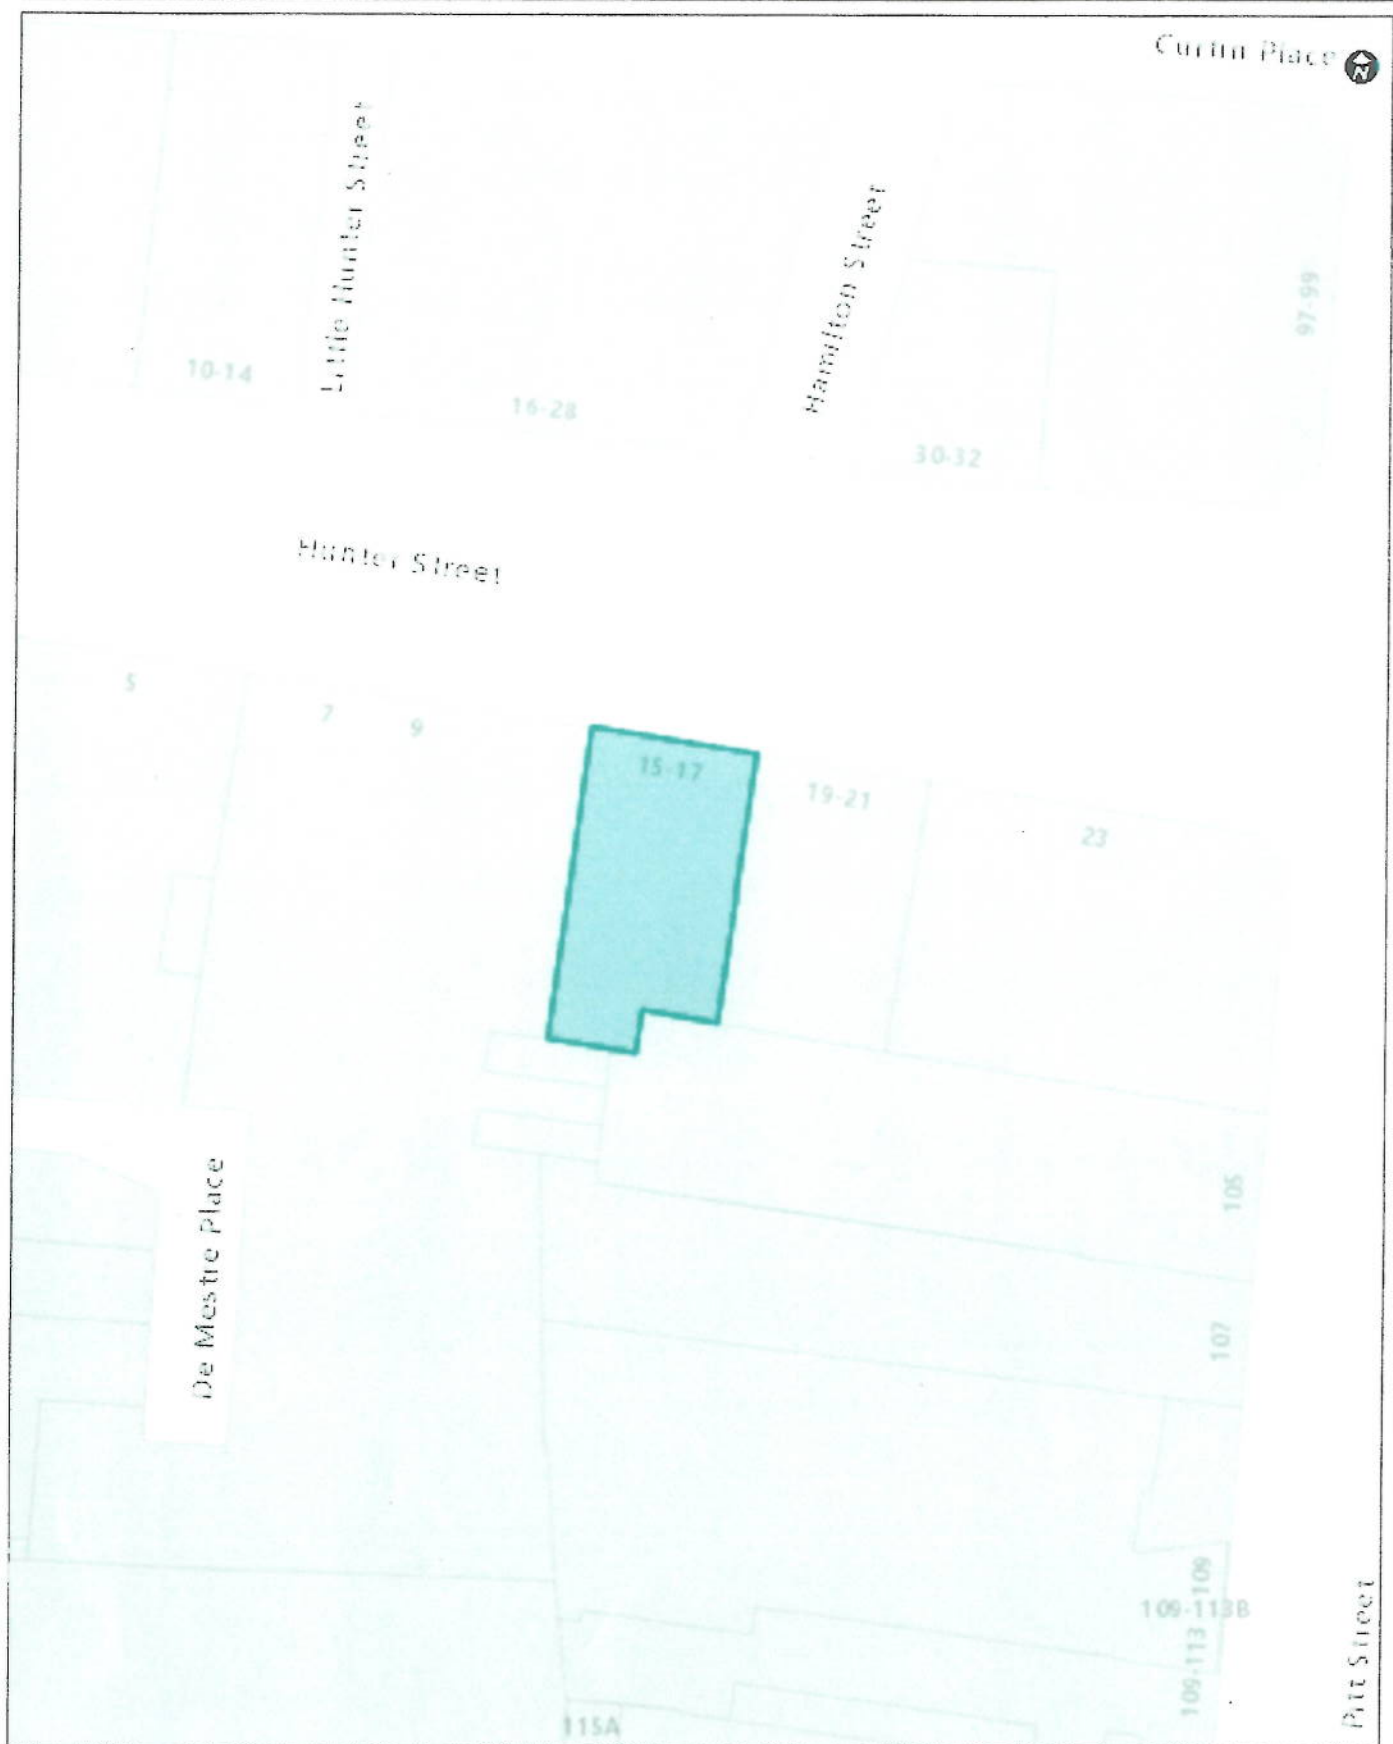 Curtin Place
N
Little Hunter Street
Hamilton Street
97-99
10-14
16-28
30-32
Hunter Street
5
7
9
15-17
19-21
23
105
De Mestre Place
107
109
109-113B
109-113
Pitt Street
115A